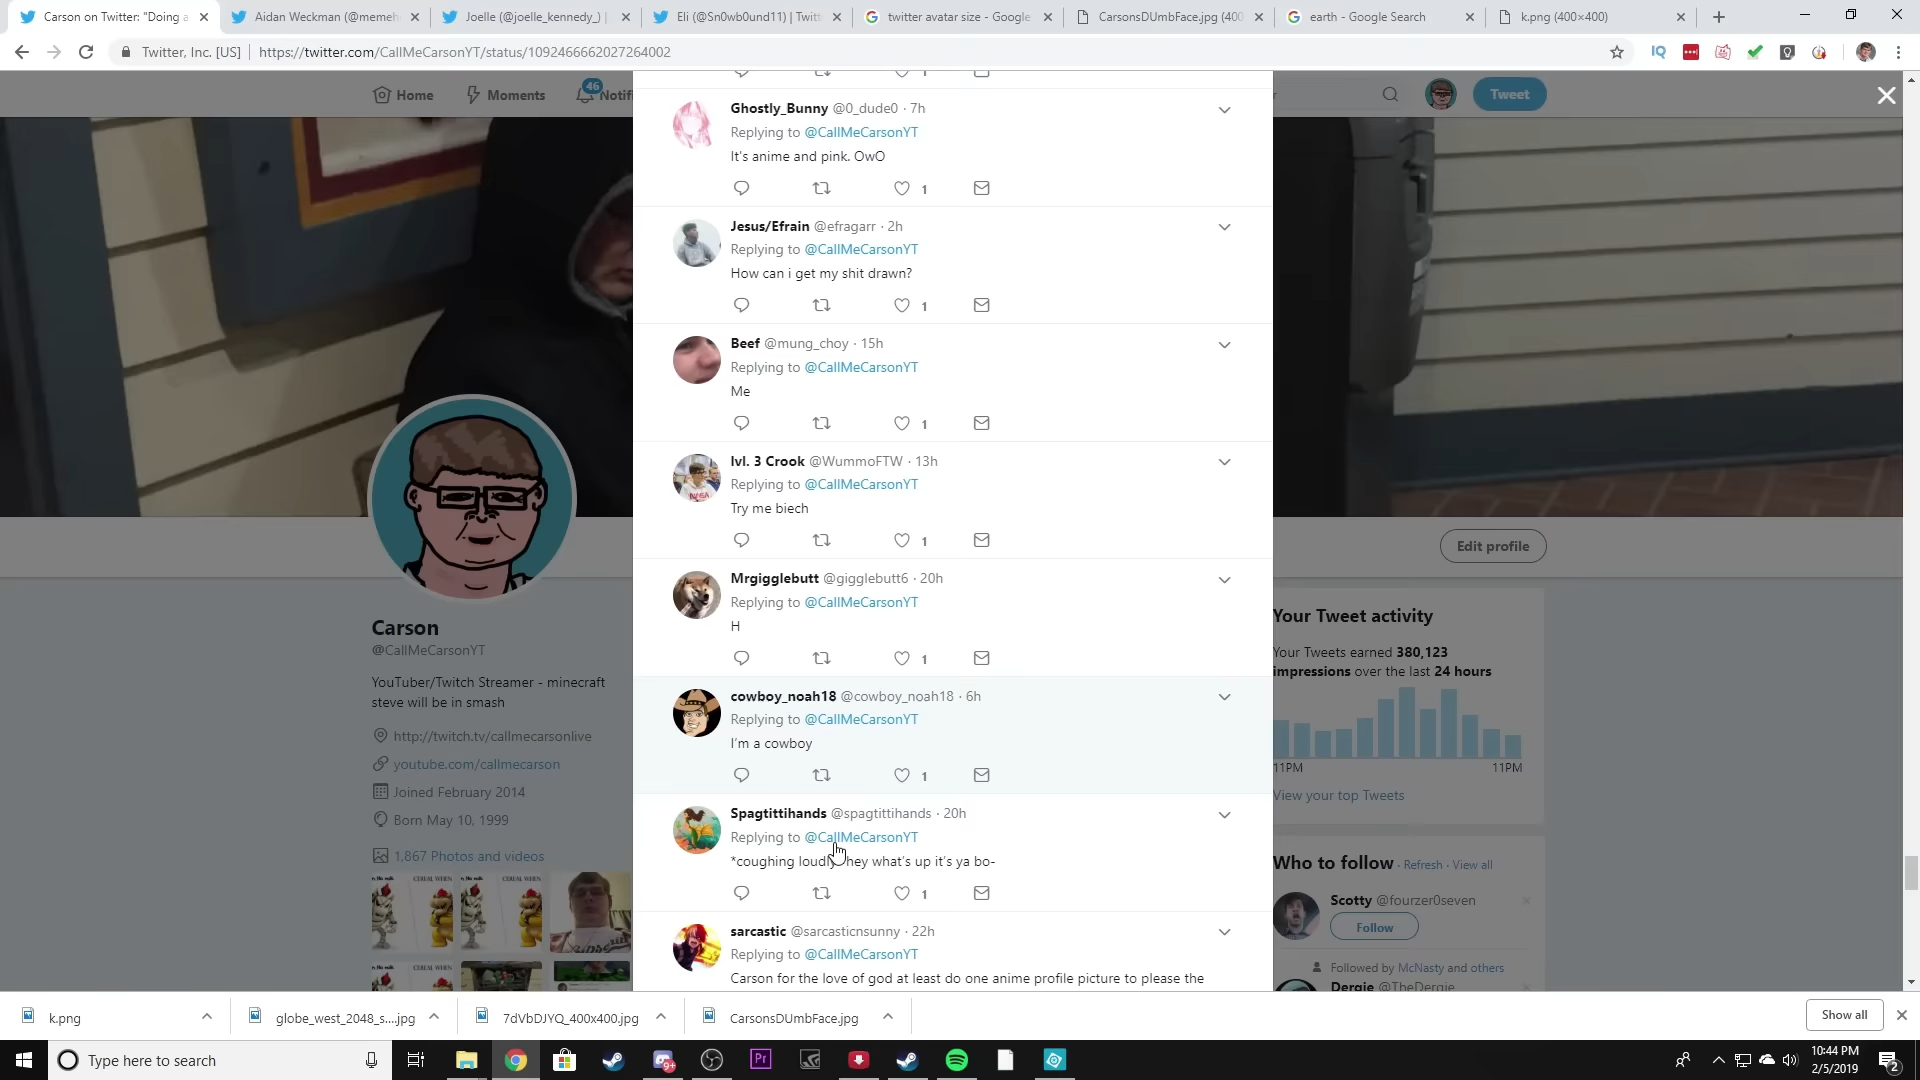 Carson on Twitter: "Doing a
Aidan Weckman (@memeh
Joelle (@joelle_kennedy_) |
Eli (@Sn0wb0und11) | Twitt
twitter avatar size - Google
CarsonsDUmbFace.jpg (400
earth - Google Search
k.png (400×400)
Twitter, Inc. [US]
https://twitter.com/CallMeCarsonYT/status/1092466662027264002
IQ
Home
Moments
46
Notifi
Tweet
1
Ghostly_Bunny @0_dude0 · 7h
Replying to @CallMeCarsonYT
It's anime and pink. OwO
1
Jesus/Efrain @efragarr · 2h
Replying to @CallMeCarsonYT
How can i get my shit drawn?
1
Beef @mung_choy · 15h
Replying to @CallMeCarsonYT
Me
1
lvl. 3 Crook @WummoFTW · 13h
Replying to @CallMeCarsonYT
Try me biech
1
Mrgigglebutt @gigglebutt6 · 20h
Replying to @CallMeCarsonYT
H
1
cowboy_noah18 @cowboy_noah18 · 6h
Replying to @CallMeCarsonYT
I'm a cowboy
1
Spagtittihands @spagtittihands · 20h
Replying to @CallMeCarsonYT
*coughing loudly hey what's up it's ya bo-
1
sarcastic @sarcasticnsunny · 22h
Replying to @CallMeCarsonYT
Carson for the love of god at least do one anime profile picture to please the
Carson
@CallMeCarsonYT
YouTuber/Twitch Streamer - minecraft
steve will be in smash
http://twitch.tv/callmecarsonlive
youtube.com/callmecarson
Joined February 2014
Born May 10, 1999
1,867 Photos and videos
Edit profile
Your Tweet activity
Your Tweets earned 380,123
impressions over the last 24 hours
11PM
11PM
View your top Tweets
Who to follow · Refresh · View all
Scotty @fourzer0seven
Follow
Followed by McNasty and others
Dergie @TheDergie
k.png
globe_west_2048_s....jpg
7dVbDJYQ_400x400.jpg
CarsonsDUmbFace.jpg
Show all
Type here to search
9+
Pr
10:44 PM
2/5/2019
2